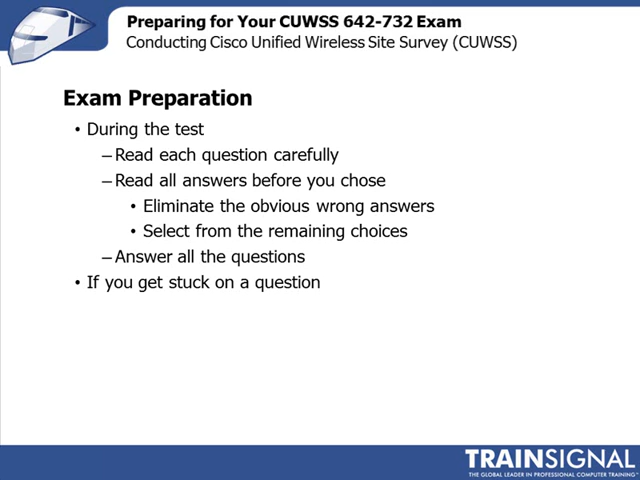 Preparing for Your CUWSS 642-732 Exam
Conducting Cisco Unified Wireless Site Survey (CUWSS)
Exam Preparation
• During the test
– Read each question carefully
– Read all answers before you chose
• Eliminate the obvious wrong answers
• Select from the remaining choices
– Answer all the questions
• If you get stuck on a question
TRAINSIGNAL
THE GLOBAL LEADER IN PROFESSIONAL COMPUTER TRAINING™